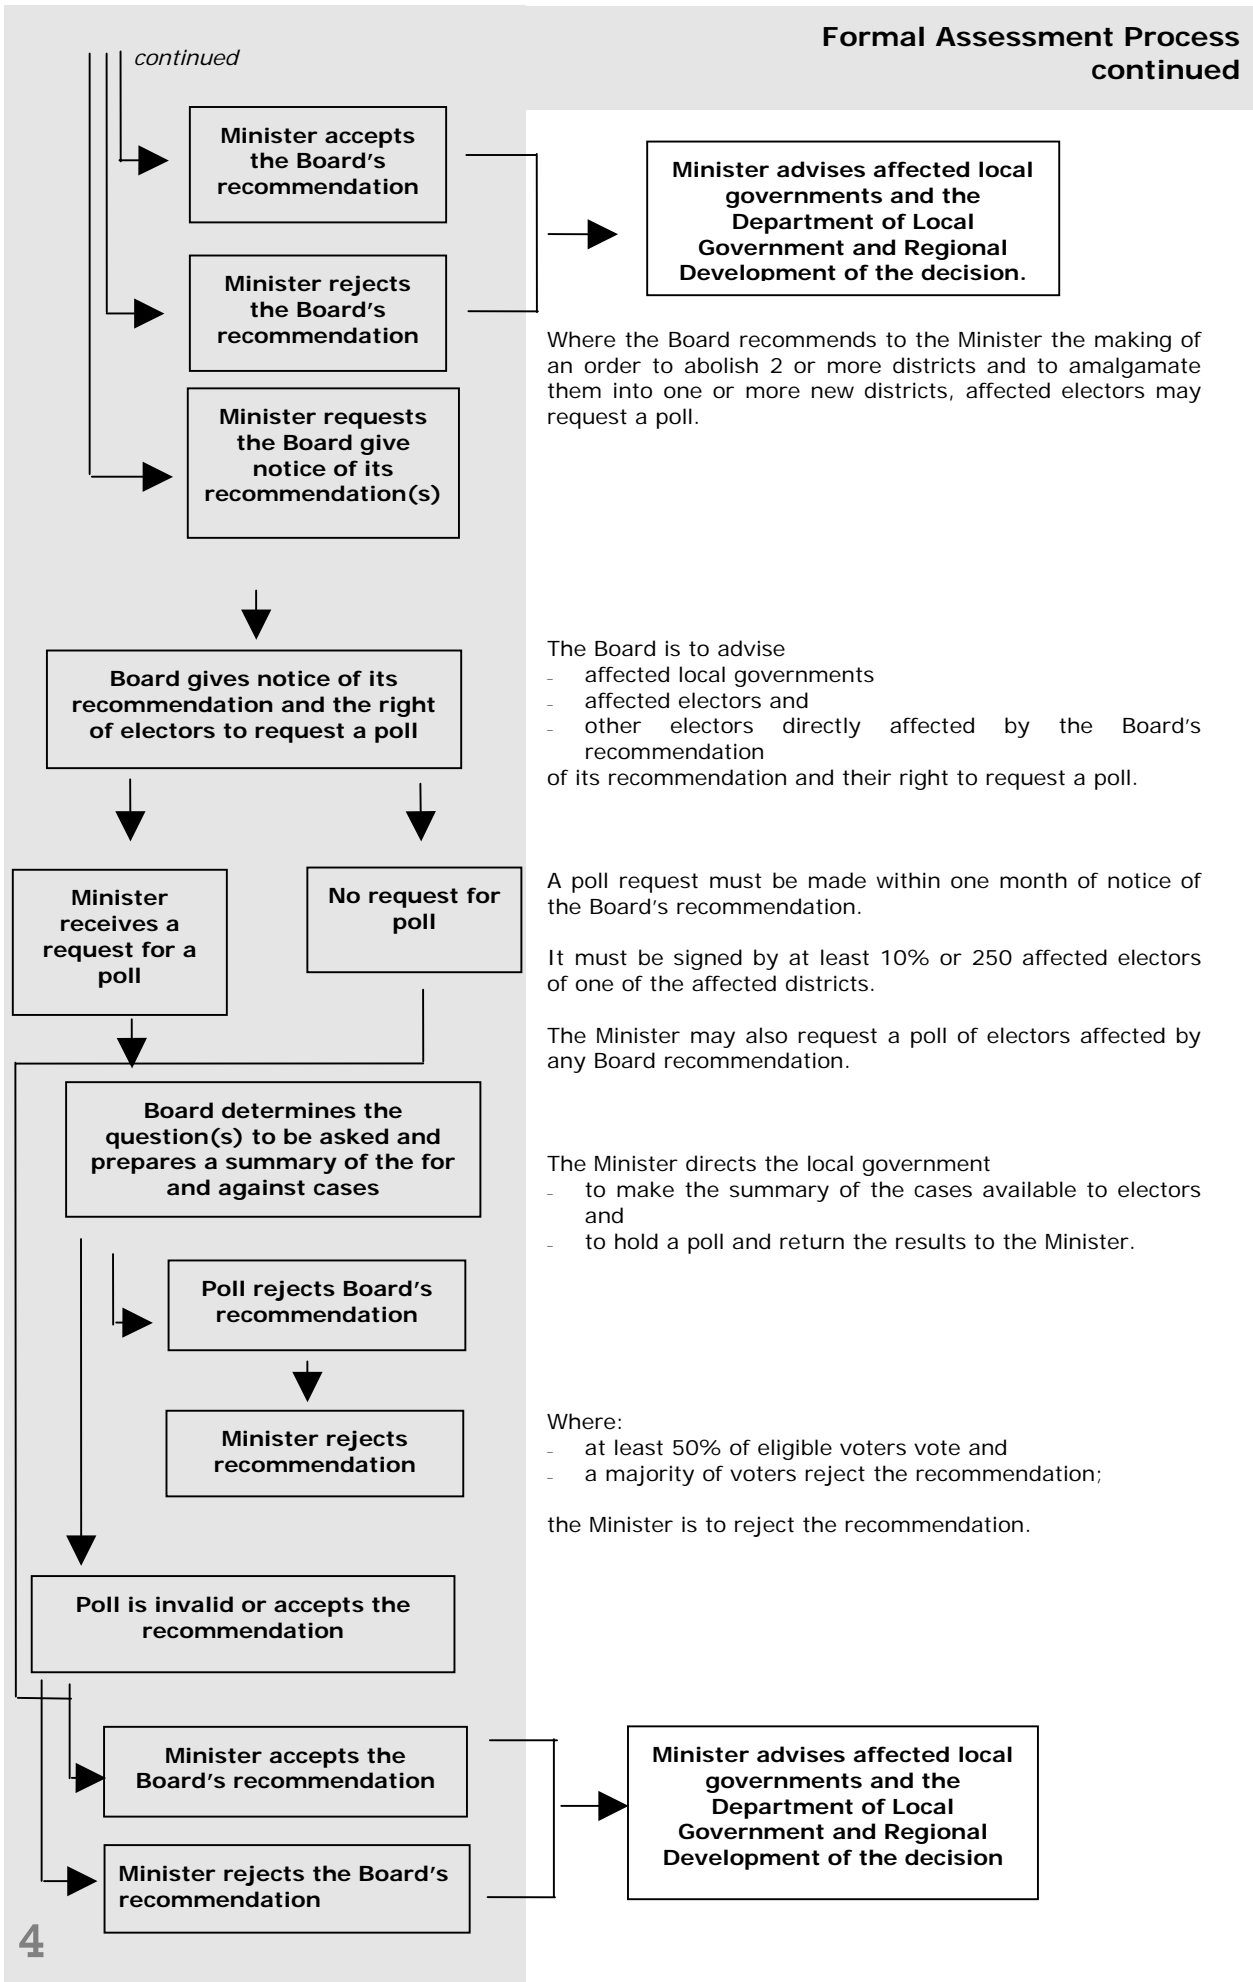 Formal Assessment Process
continued
continued
Minister accepts
the Board's
recommendation
Minister advises affected local
governments and the
Department of Local
Government and Regional
Development of the decision.
Minister rejects
the Board's
recommendation
Where the Board recommends to the Minister the making of
an order to abolish 2 or more districts and to amalgamate
them into one or more new districts, affected electors may
request a poll.
Minister requests
the Board give
notice of its
recommendation(s)
Board gives notice of its
recommendation and the right
of electors to request a poll
The Board is to advise
- affected local governments
- affected electors and
- other electors directly affected by the Board's
recommendation
of its recommendation and their right to request a poll.
Minister
receives a
request for a
poll
No request for
poll
A poll request must be made within one month of notice of
the Board's recommendation.
It must be signed by at least 10% or 250 affected electors
of one of the affected districts.
The Minister may also request a poll of electors affected by
any Board recommendation.
Board determines the
question(s) to be asked and
prepares a summary of the for
and against cases
The Minister directs the local government
- to make the summary of the cases available to electors
and
- to hold a poll and return the results to the Minister.
Poll rejects Board's
recommendation
Minister rejects
recommendation
Where:
- at least 50% of eligible voters vote and
- a majority of voters reject the recommendation;
the Minister is to reject the recommendation.
Poll is invalid or accepts the
recommendation
Minister accepts the
Board's recommendation
Minister advises affected local
governments and the
Department of Local
Government and Regional
Development of the decision
Minister rejects the Board's
recommendation
4